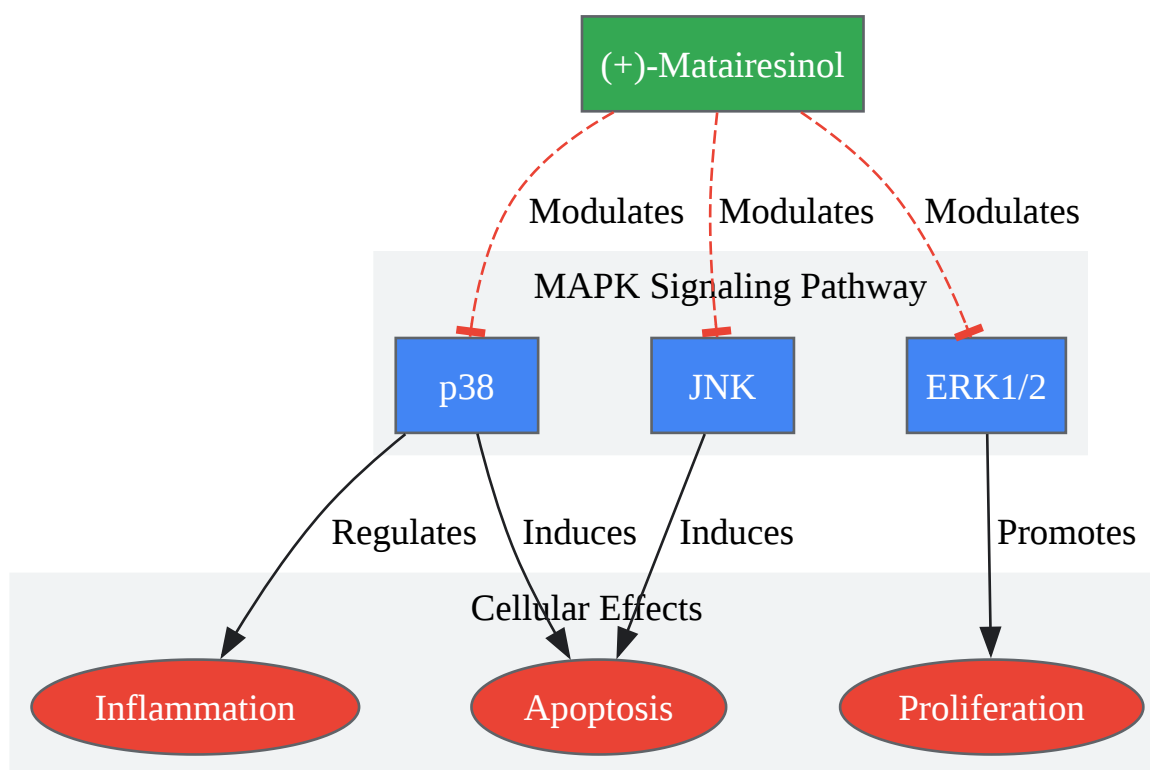 (+)-Matairesinol
Modulates
Modulates
Modulates
MAPK Signaling Pathway
p38
JNK
ERK1/2
Regulates
Induces
Induces
Promotes
Cellular Effects
Inflammation
Apoptosis
Proliferation